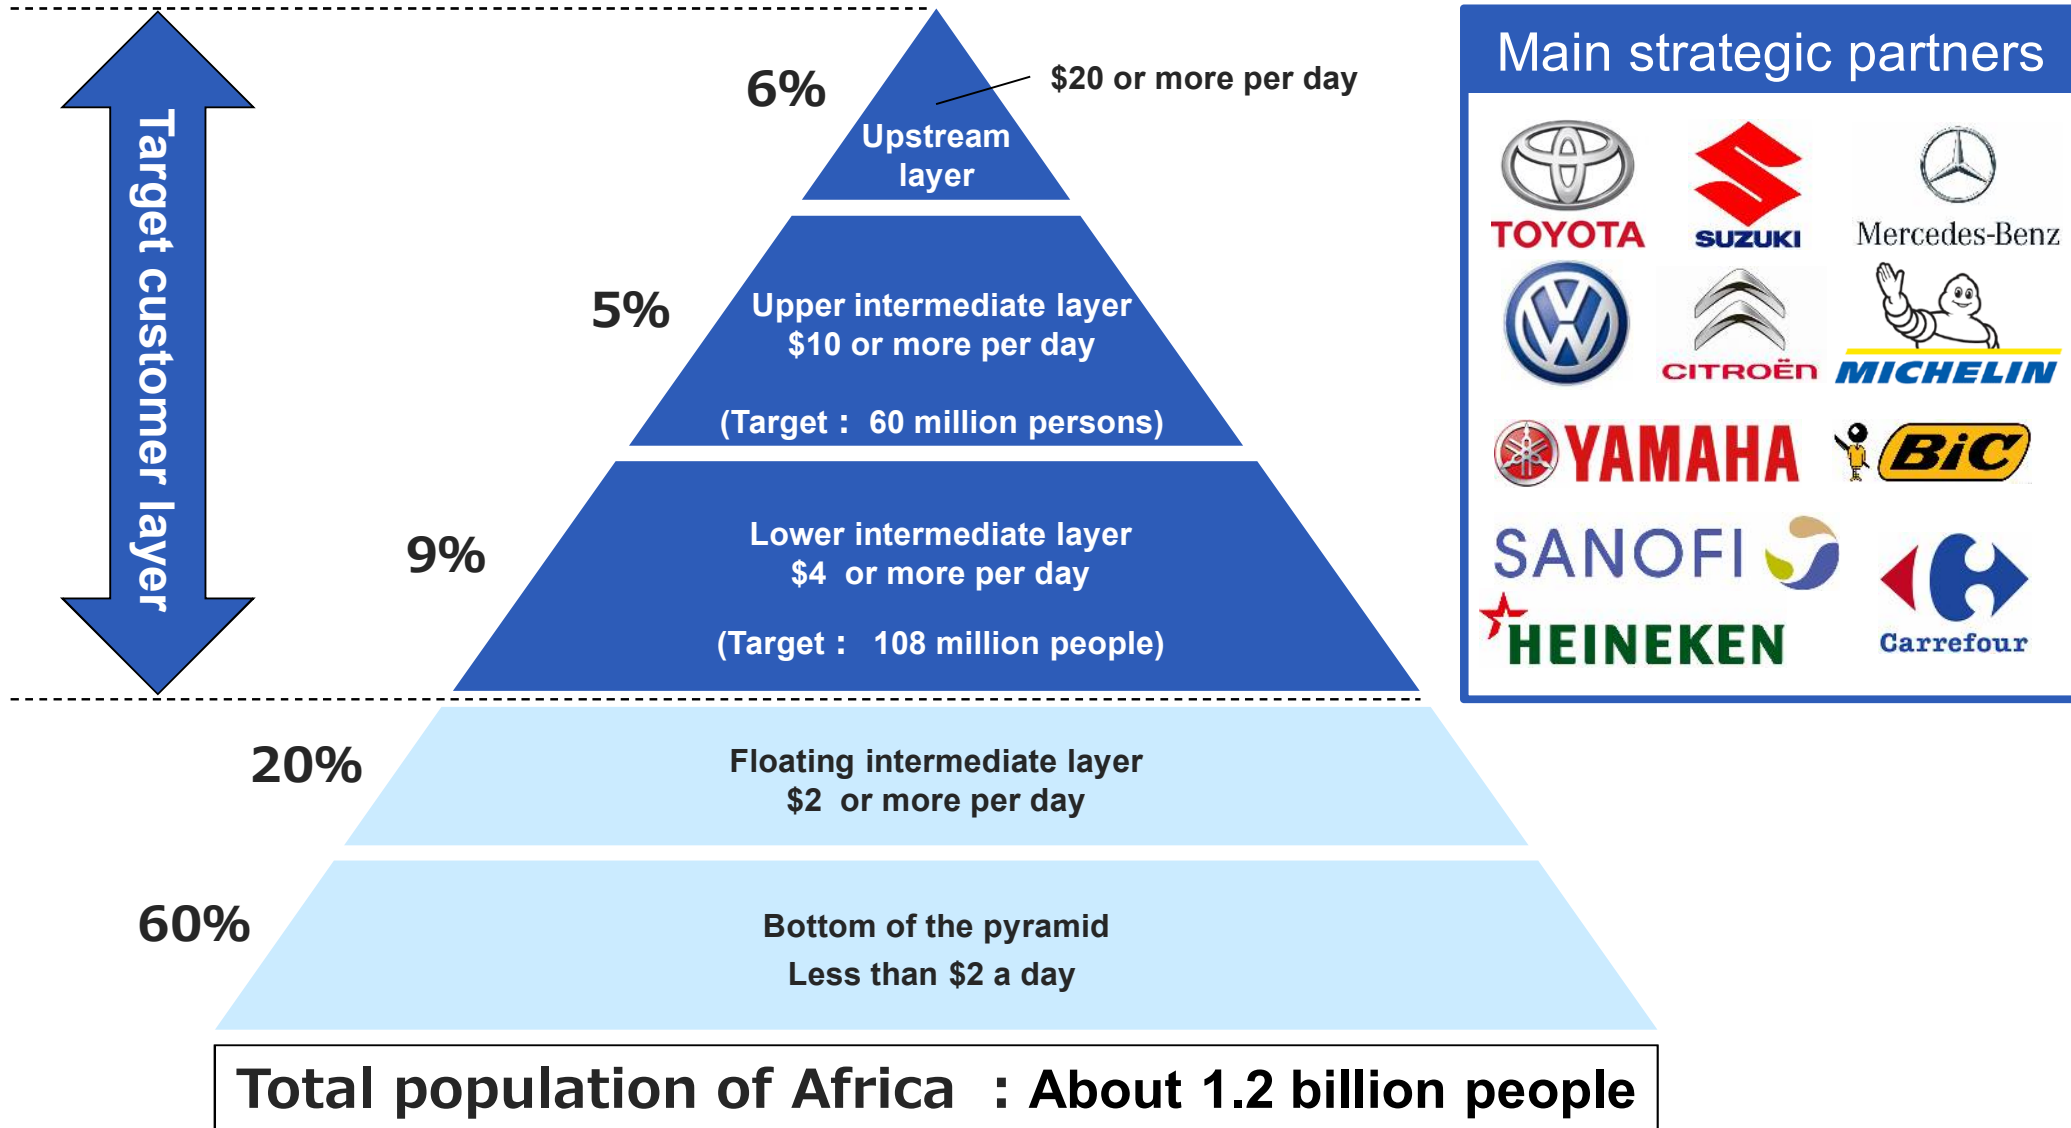 Target customer layer
6%
$20 or more per day
Upstream
layer
5%
Upper intermediate layer
$10 or more per day
(Target : 60 million persons)
9%
Lower intermediate layer
$4 or more per day
(Target : 108 million people)
20%
Floating intermediate layer
$2 or more per day
60%
Bottom of the pyramid
Less than $2 a day
Total population of Africa : About 1.2 billion people
Main strategic partners
TOYOTA
SUZUKI
Mercedes-Benz
VW
CITROËN
MICHELIN
YAMAHA
BiC
SANOFI
HEINEKEN
Carrefour